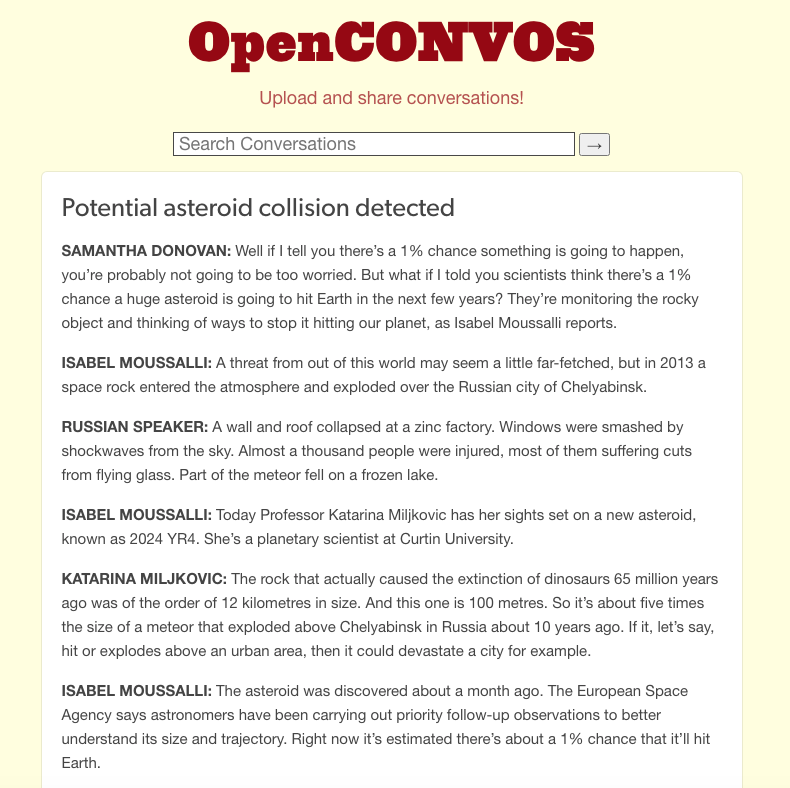 OpenCONVOS
Upload and share conversations!
Search Conversations →
Potential asteroid collision detected
SAMANTHA DONOVAN: Well if I tell you there’s a 1% chance something is going to happen,
you’re probably not going to be too worried. But what if I told you scientists think there’s a 1%
chance a huge asteroid is going to hit Earth in the next few years? They’re monitoring the rocky
object and thinking of ways to stop it hitting our planet, as Isabel Moussalli reports.
ISABEL MOUSSALLI: A threat from out of this world may seem a little far-fetched, but in 2013 a
space rock entered the atmosphere and exploded over the Russian city of Chelyabinsk.
RUSSIAN SPEAKER: A wall and roof collapsed at a zinc factory. Windows were smashed by
shockwaves from the sky. Almost a thousand people were injured, most of them suffering cuts
from flying glass. Part of the meteor fell on a frozen lake.
ISABEL MOUSSALLI: Today Professor Katarina Miljkovic has her sights set on a new asteroid,
known as 2024 YR4. She’s a planetary scientist at Curtin University.
KATARINA MILJKOVIC: The rock that actually caused the extinction of dinosaurs 65 million years
ago was of the order of 12 kilometres in size. And this one is 100 metres. So it’s about five times
the size of a meteor that exploded above Chelyabinsk in Russia about 10 years ago. If it, let’s say,
hit or explodes above an urban area, then it could devastate a city for example.
ISABEL MOUSSALLI: The asteroid was discovered about a month ago. The European Space
Agency says astronomers have been carrying out priority follow-up observations to better
understand its size and trajectory. Right now it’s estimated there’s about a 1% chance that it’ll hit
Earth.